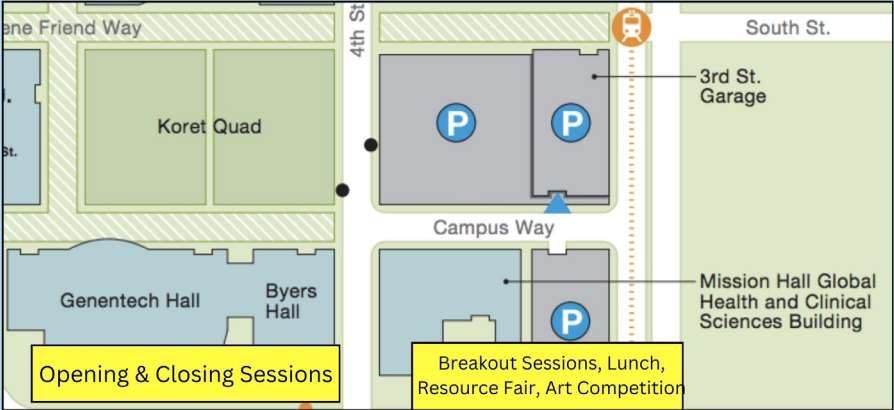 ene Friend Way
4th St
South St.
3rd St.
Garage
J.
St.
Koret Quad
P
P
Campus Way
Genentech Hall
Byers
Hall
P
Mission Hall Global
Health and Clinical
Sciences Building
Opening & Closing Sessions
Breakout Sessions, Lunch,
Resource Fair, Art Competition